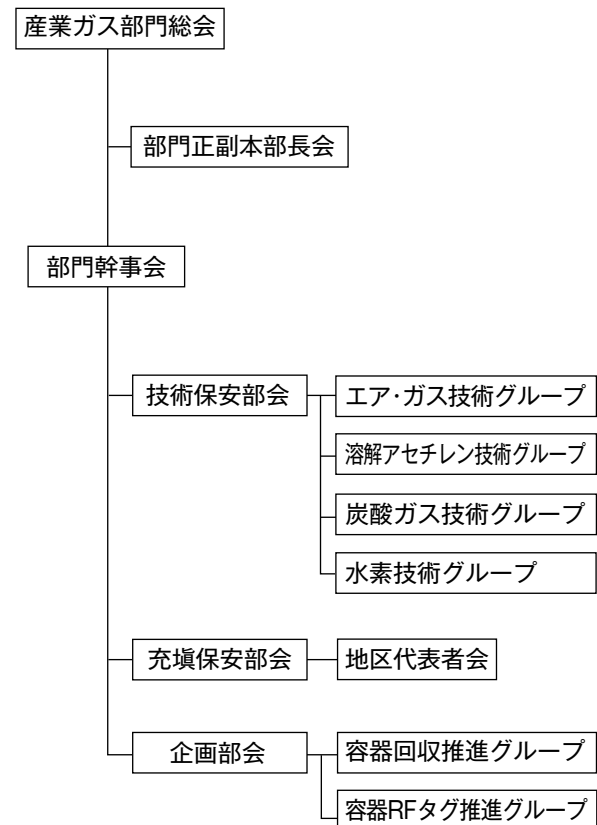 産業ガス部門総会
部門正副本部長会
部門幹事会
技術保安部会
エア・ガス技術グループ
溶解アセチレン技術グループ
炭酸ガス技術グループ
水素技術グループ
充塡保安部会
地区代表者会
企画部会
容器回収推進グループ
容器RFタグ推進グループ